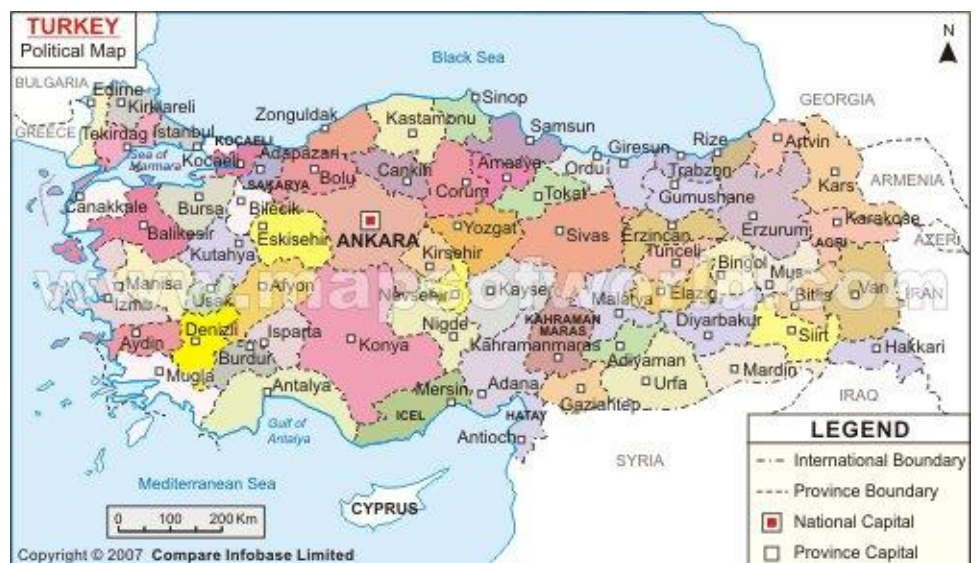 TURKEY
Political Map
Black Sea
N
BULGARIA
Edirne
Kirkiareli
Sinop
GEORGIA
Zonguldak
Kastamonu
GREECE
Tekirdag
Istanbul
KOCAELI
Samsun
Rize
Artvin
Sea of
Marmara
Kocaeli
Adapazari
Bolu
Cankiri
Amasya
Ordu
Giresun
Trabzon
Kars
ARMENIA
SAKARYA
Corum
Tokat
Gumushane
Canakkale
Bursa
Bilecik
Balikesir
Eskisehir
ANKARA
Yozgat
Sivas
Erzincan
Erzurum
Karakose
AGRI
AZERI
Kutahya
Kirsehir
Tunceli
Bingol
Mus
www.mapsofworld.com
Manisa
Izmir
Usak
Afyon
Nevsehir
Kayseri
Malatya
Elazig
Bitlis
Van
IRAN
Denizli
Isparta
Nigde
KAHRAMAN
MARAS
Diyarbakur
Siirt
Aydin
Burdur
Konya
Kahramanmaras
Adiyaman
Hakkari
Mugla
Antalya
Mersin
Adana
Urfa
Mardin
Gaziantep
IRAQ
Gulf of
Antalya
ICEL
HATAY
Antioch
SYRIA
Mediterranean Sea
CYPRUS
0 100 200 Km
LEGEND
International Boundary
Province Boundary
National Capital
Province Capital
Copyright © 2007 Compare Infobase Limited